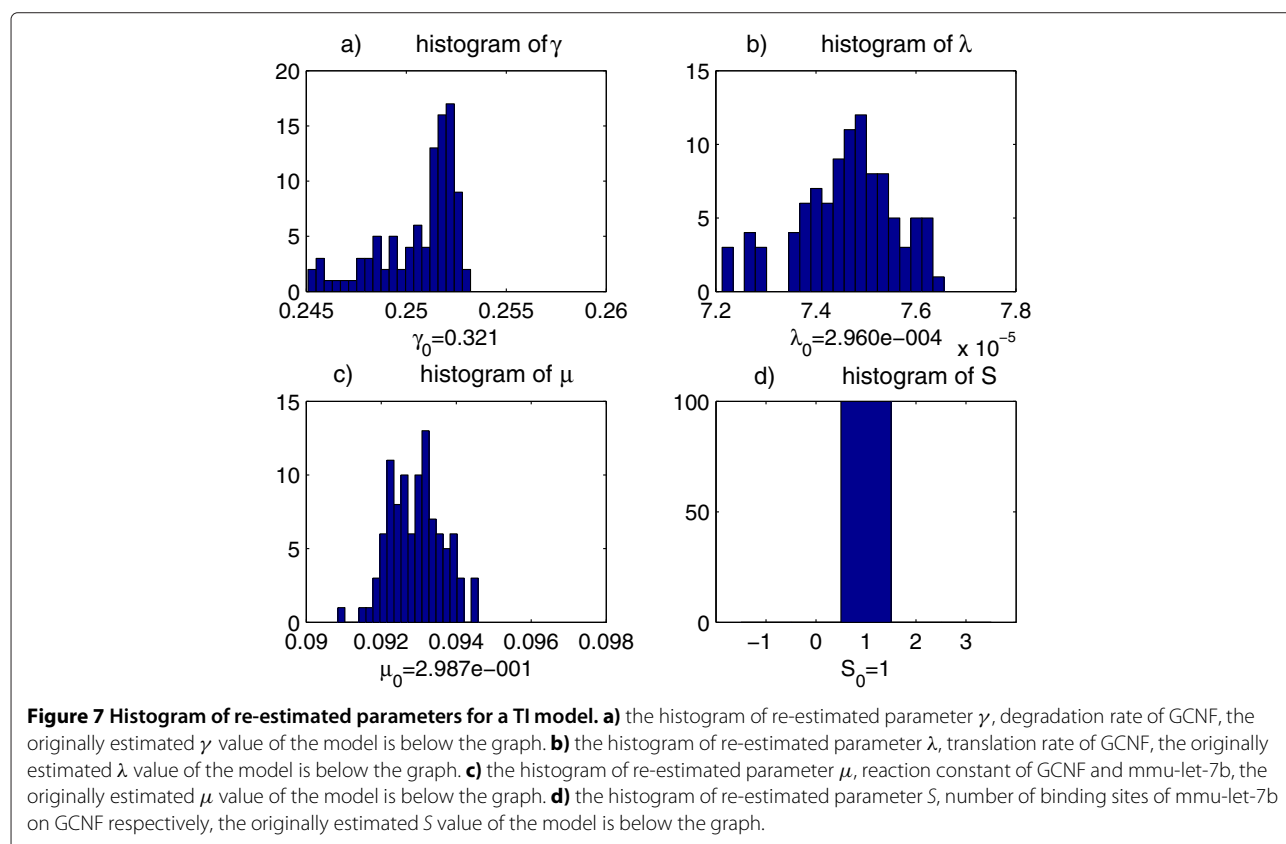 a) histogram of γ
20
15
10
5
0
0.245 0.25 0.255 0.26
γ0=0.321
b) histogram of λ
15
10
5
0
7.2 7.4 7.6 7.8
λ0=2.960e−004 x 10−5
c) histogram of μ
15
10
5
0
0.09 0.092 0.094 0.096 0.098
μ0=2.987e−001
d) histogram of S
100
50
0
−1 0 1 2 3
S0=1
Figure 7 Histogram of re-estimated parameters for a TI model. a) the histogram of re-estimated parameter γ, degradation rate of GCNF, the
originally estimated γ value of the model is below the graph. b) the histogram of re-estimated parameter λ, translation rate of GCNF, the originally
estimated λ value of the model is below the graph. c) the histogram of re-estimated parameter μ, reaction constant of GCNF and mmu-let-7b, the
originally estimated μ value of the model is below the graph. d) the histogram of re-estimated parameter S, number of binding sites of mmu-let-7b
on GCNF respectively, the originally estimated S value of the model is below the graph.